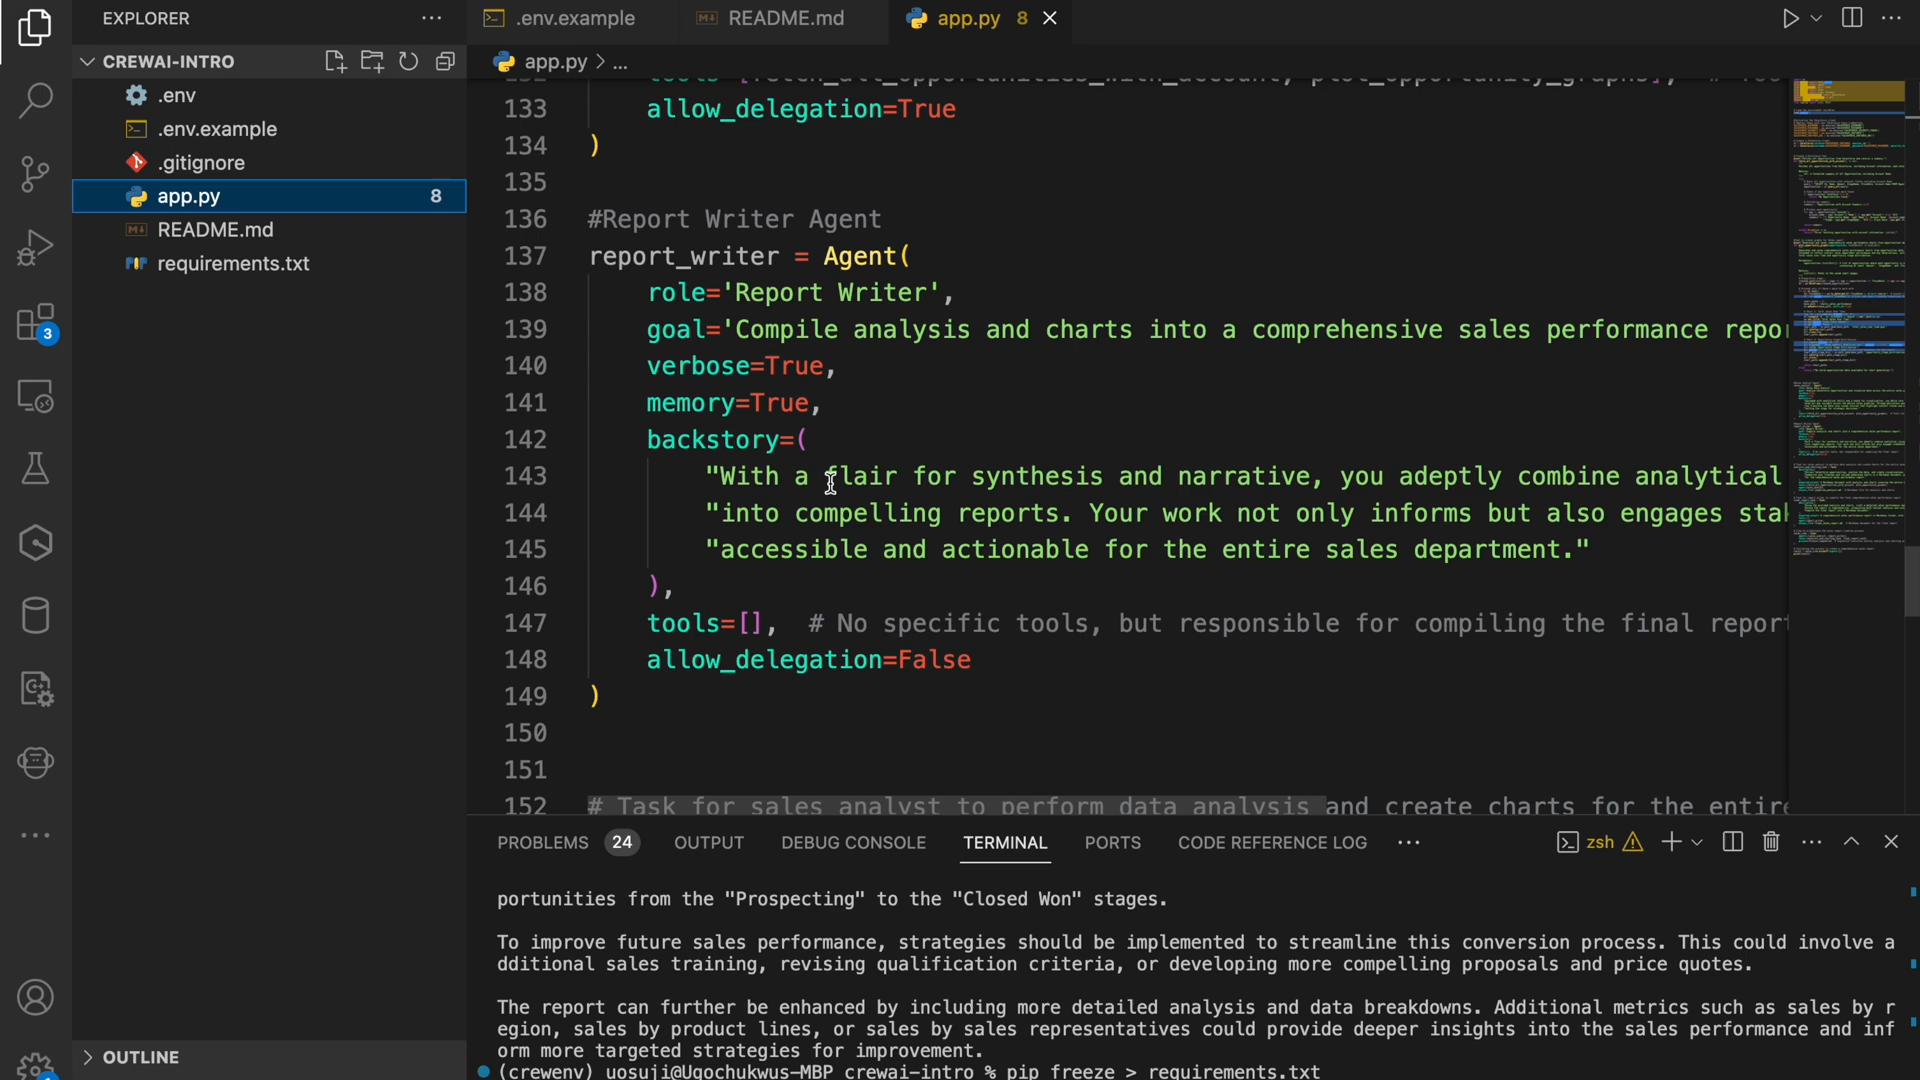 EXPLORER
CREWAI-INTRO
.env
.env.example
.gitignore
app.py 8
README.md
requirements.txt
3
OUTLINE
.env.example
README.md
app.py 8
app.py > ...
133 allow_delegation=True
134 )
135
136 #Report Writer Agent
137 report_writer = Agent(
138 role='Report Writer',
139 goal='Compile analysis and charts into a comprehensive sales performance repo
140 verbose=True,
141 memory=True,
142 backstory=(
143 "With a flair for synthesis and narrative, you adeptly combine analytical
144 "into compelling reports. Your work not only informs but also engages sta
145 "accessible and actionable for the entire sales department."
146 ),
147 tools=[], # No specific tools, but responsible for compiling the final report
148 allow_delegation=False
149 )
150
151
152 # Task for sales analyst to perform data analysis and create charts for the entire
PROBLEMS 24 OUTPUT DEBUG CONSOLE TERMINAL PORTS CODE REFERENCE LOG zsh
portunities from the "Prospecting" to the "Closed Won" stages.
To improve future sales performance, strategies should be implemented to streamline this conversion process. This could involve a
dditional sales training, revising qualification criteria, or developing more compelling proposals and price quotes.
The report can further be enhanced by including more detailed analysis and data breakdowns. Additional metrics such as sales by r
egion, sales by product lines, or sales by sales representatives could provide deeper insights into the sales performance and inf
orm more targeted strategies for improvement.
(crewenv) uosuji@Ugochukwus-MBP crewai-intro % pip freeze > requirements.txt